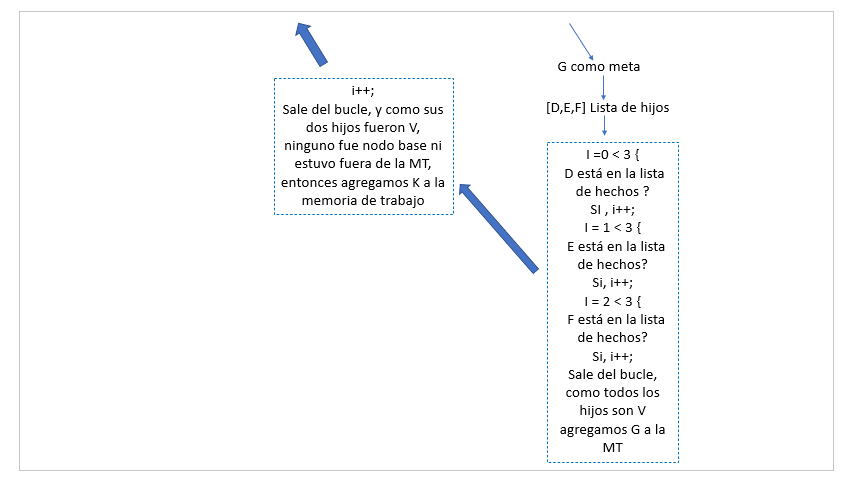 i++;
Sale del bucle, y como sus
dos hijos fueron V,
ninguno fue nodo base ni
estuvo fuera de la MT,
entonces agregamos K a la
memoria de trabajo
G como meta
[D,E,F] Lista de hijos
I =0 < 3 {
D está en la lista
de hechos ?
SI , i++;
I = 1 < 3 {
E está en la lista
de hechos?
Si, i++;
I = 2 < 3 {
F está en la lista
de hechos?
Si, i++;
Sale del bucle,
como todos los
hijos son V
agregamos G a la
MT